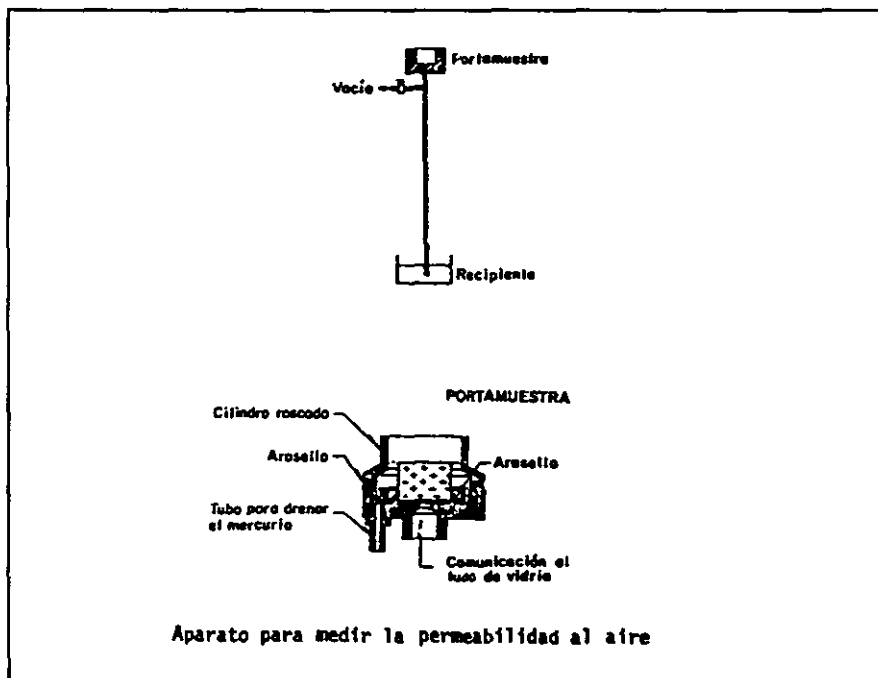 Portamuestra
Vacío
Recipiente
PORTAMUESTRA
Cilindro roscado
Arosello
Arosello
Tubo para drenar
el mercurio
Comunicación al
tubo de vidrio
Aparato para medir la permeabilidad al aire